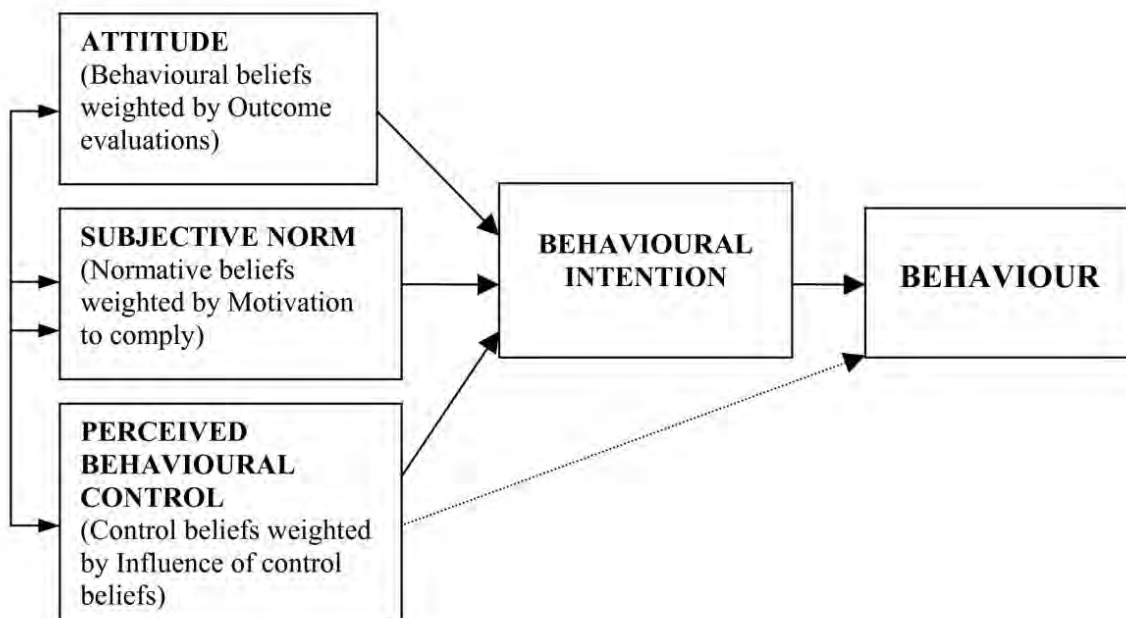 ATTITUDE
(Behavioural beliefs
weighted by Outcome
evaluations)
SUBJECTIVE NORM
(Normative beliefs
weighted by Motivation
to comply)
PERCEIVED
BEHAVIOURAL
CONTROL
(Control beliefs weighted
by Influence of control
beliefs)
BEHAVIOURAL
INTENTION
BEHAVIOUR